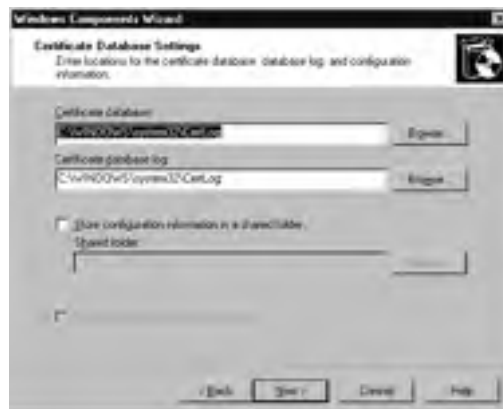 Windows Components Wizard
Certificate Database Settings
Enter locations for the certificate database, database log, and configuration
information.
Certificate database:
C:\WINDOWS\system32\CertLog
Browse...
Certificate database log:
C:\WINDOWS\system32\CertLog
Browse...
Store configuration information in a shared folder
Shared folder:
< Back
Next >
Cancel
Help